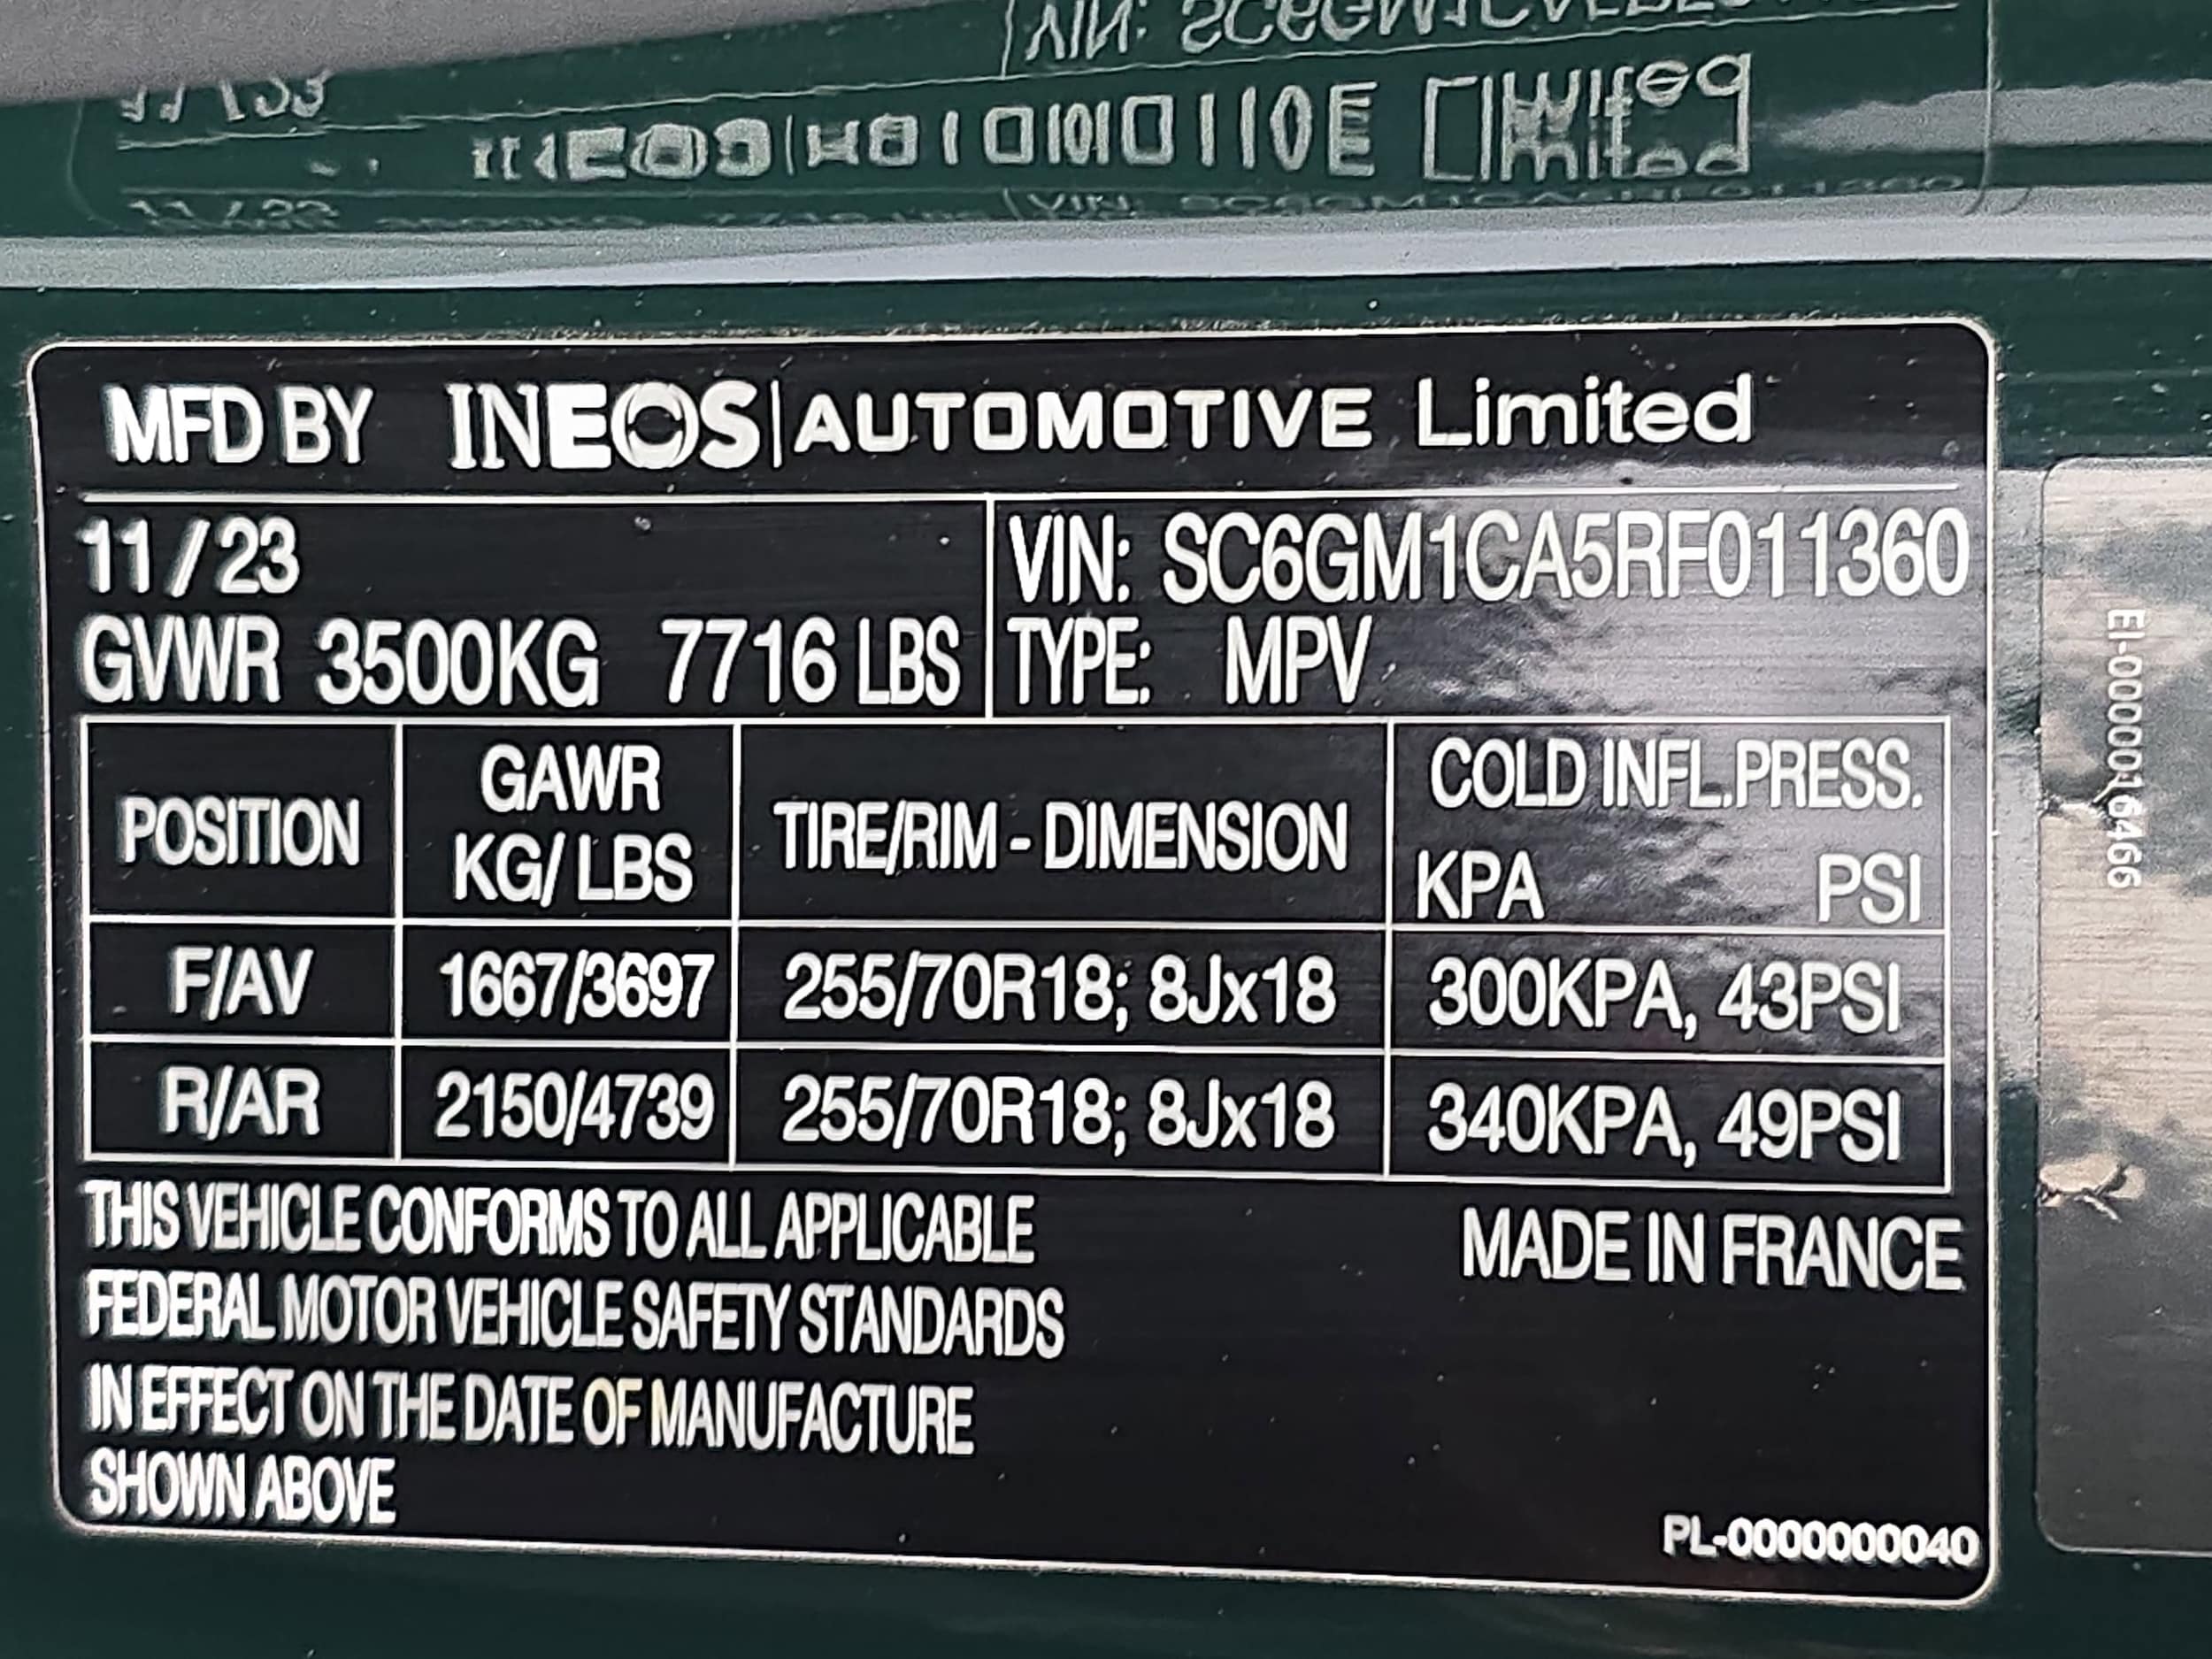 MFD BY INEOS | AUTOMOTIVE Limited
11/23
GVWR 3500KG 7716 LBS
VIN: SC6GM1CA5RF011360
TYPE: MPV
POSITION GAWR KG/LBS TIRE/RIM - DIMENSION COLD INFL.PRESS. KPA PSI
F/AV 1667/3697 255/70R18; 8Jx18 300KPA, 43PSI
R/AR 2150/4739 255/70R18; 8Jx18 340KPA, 49PSI
THIS VEHICLE CONFORMS TO ALL APPLICABLE
FEDERAL MOTOR VEHICLE SAFETY STANDARDS
IN EFFECT ON THE DATE OF MANUFACTURE
SHOWN ABOVE
MADE IN FRANCE
PL-0000000040
EI-000016466